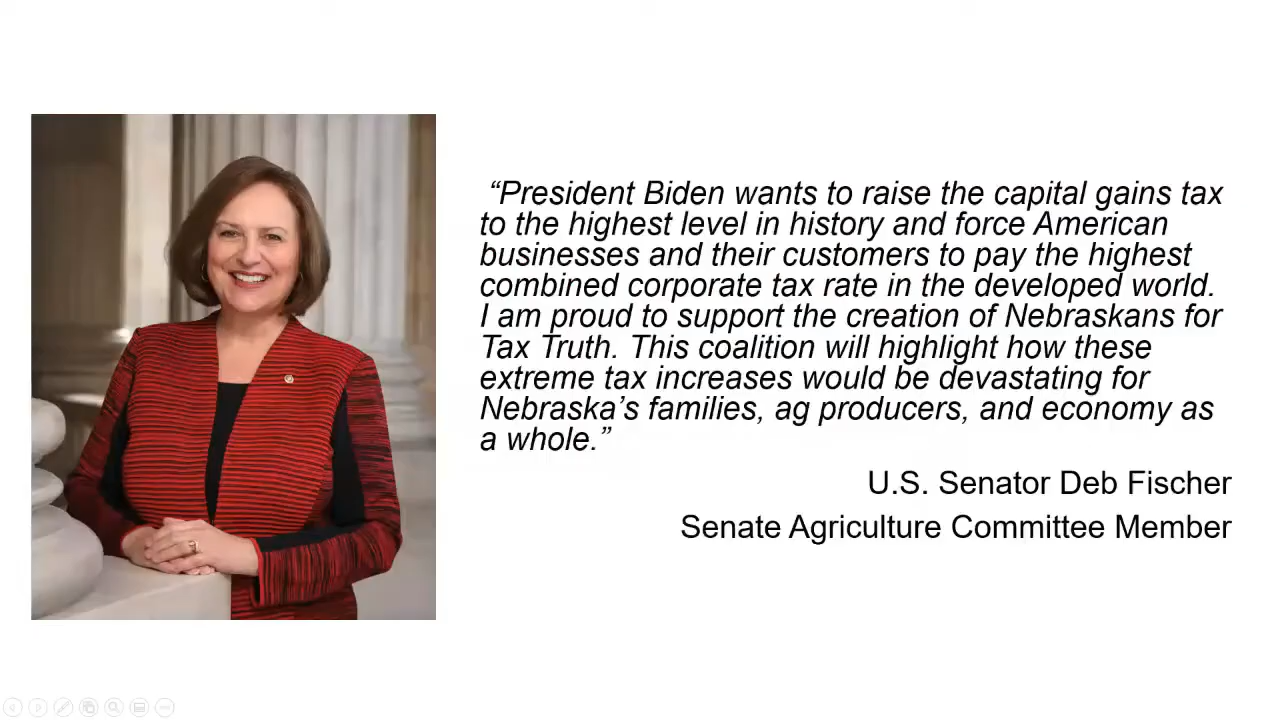 “President Biden wants to raise the capital gains tax
to the highest level in history and force American
businesses and their customers to pay the highest
combined corporate tax rate in the developed world.
I am proud to support the creation of Nebraskans for
Tax Truth. This coalition will highlight how these
extreme tax increases would be devastating for
Nebraska’s families, ag producers, and economy as
a whole.”
U.S. Senator Deb Fischer
Senate Agriculture Committee Member